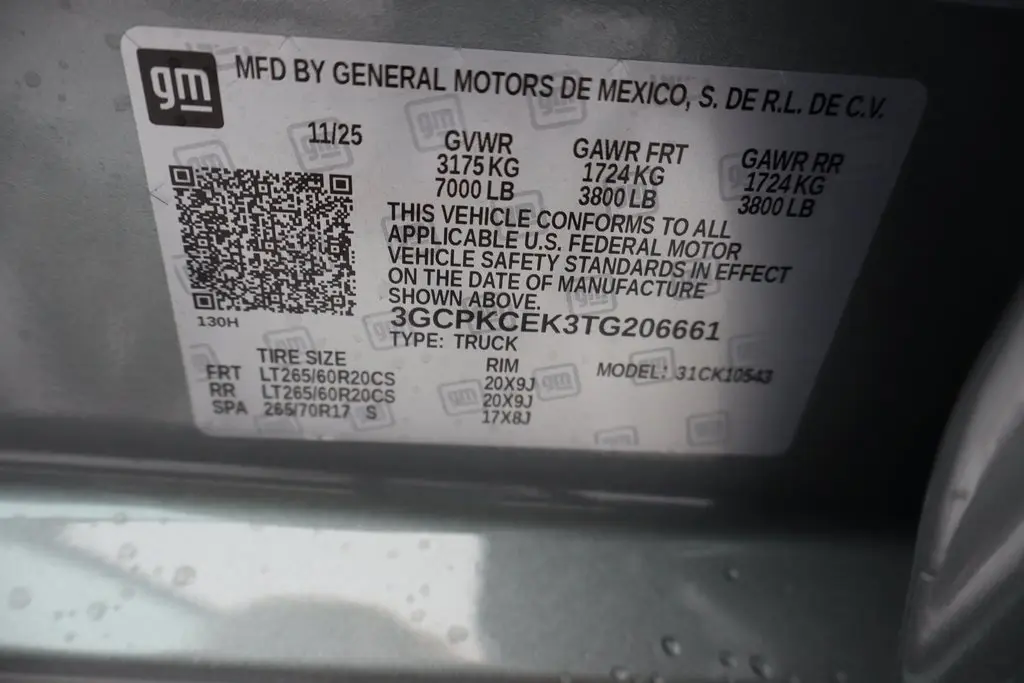 gm
MFD BY GENERAL MOTORS DE MEXICO, S. DE R.L. DE C.V.
11/25
GVWR GAWR FRT GAWR RR
3175 KG 1724 KG 1724 KG
7000 LB 3800 LB 3800 LB
THIS VEHICLE CONFORMS TO ALL
APPLICABLE U.S. FEDERAL MOTOR
VEHICLE SAFETY STANDARDS IN EFFECT
ON THE DATE OF MANUFACTURE
SHOWN ABOVE.
3GCPKCEK3TG206661
130H
TYPE: TRUCK
TIRE SIZE RIM MODEL: 31CK10543
FRT LT265/60R20CS 20X9J
RR LT265/60R20CS 20X9J
SPA 265/70R17 S 17X8J